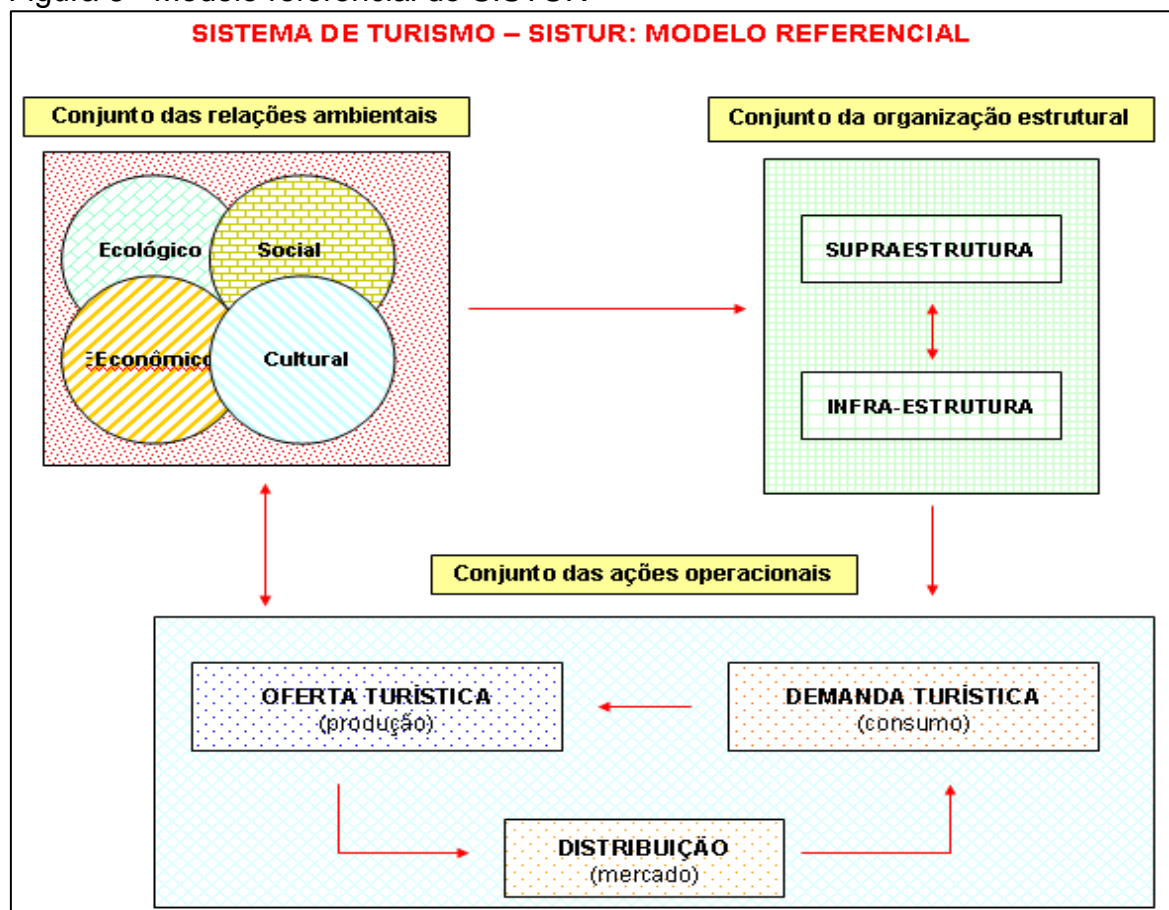 SISTEMA DE TURISMO – SISTUR: MODELO REFERENCIAL
Conjunto das relações ambientais
Conjunto da organização estrutural
Ecológico
Social
Econômico
Cultural
SUPRAESTRUTURA
INFRA-ESTRUTURA
Conjunto das ações operacionais
OFERTA TURÍSTICA
(produção)
DEMANDA TURÍSTICA
(consumo)
DISTRIBUIÇÃO
(mercado)